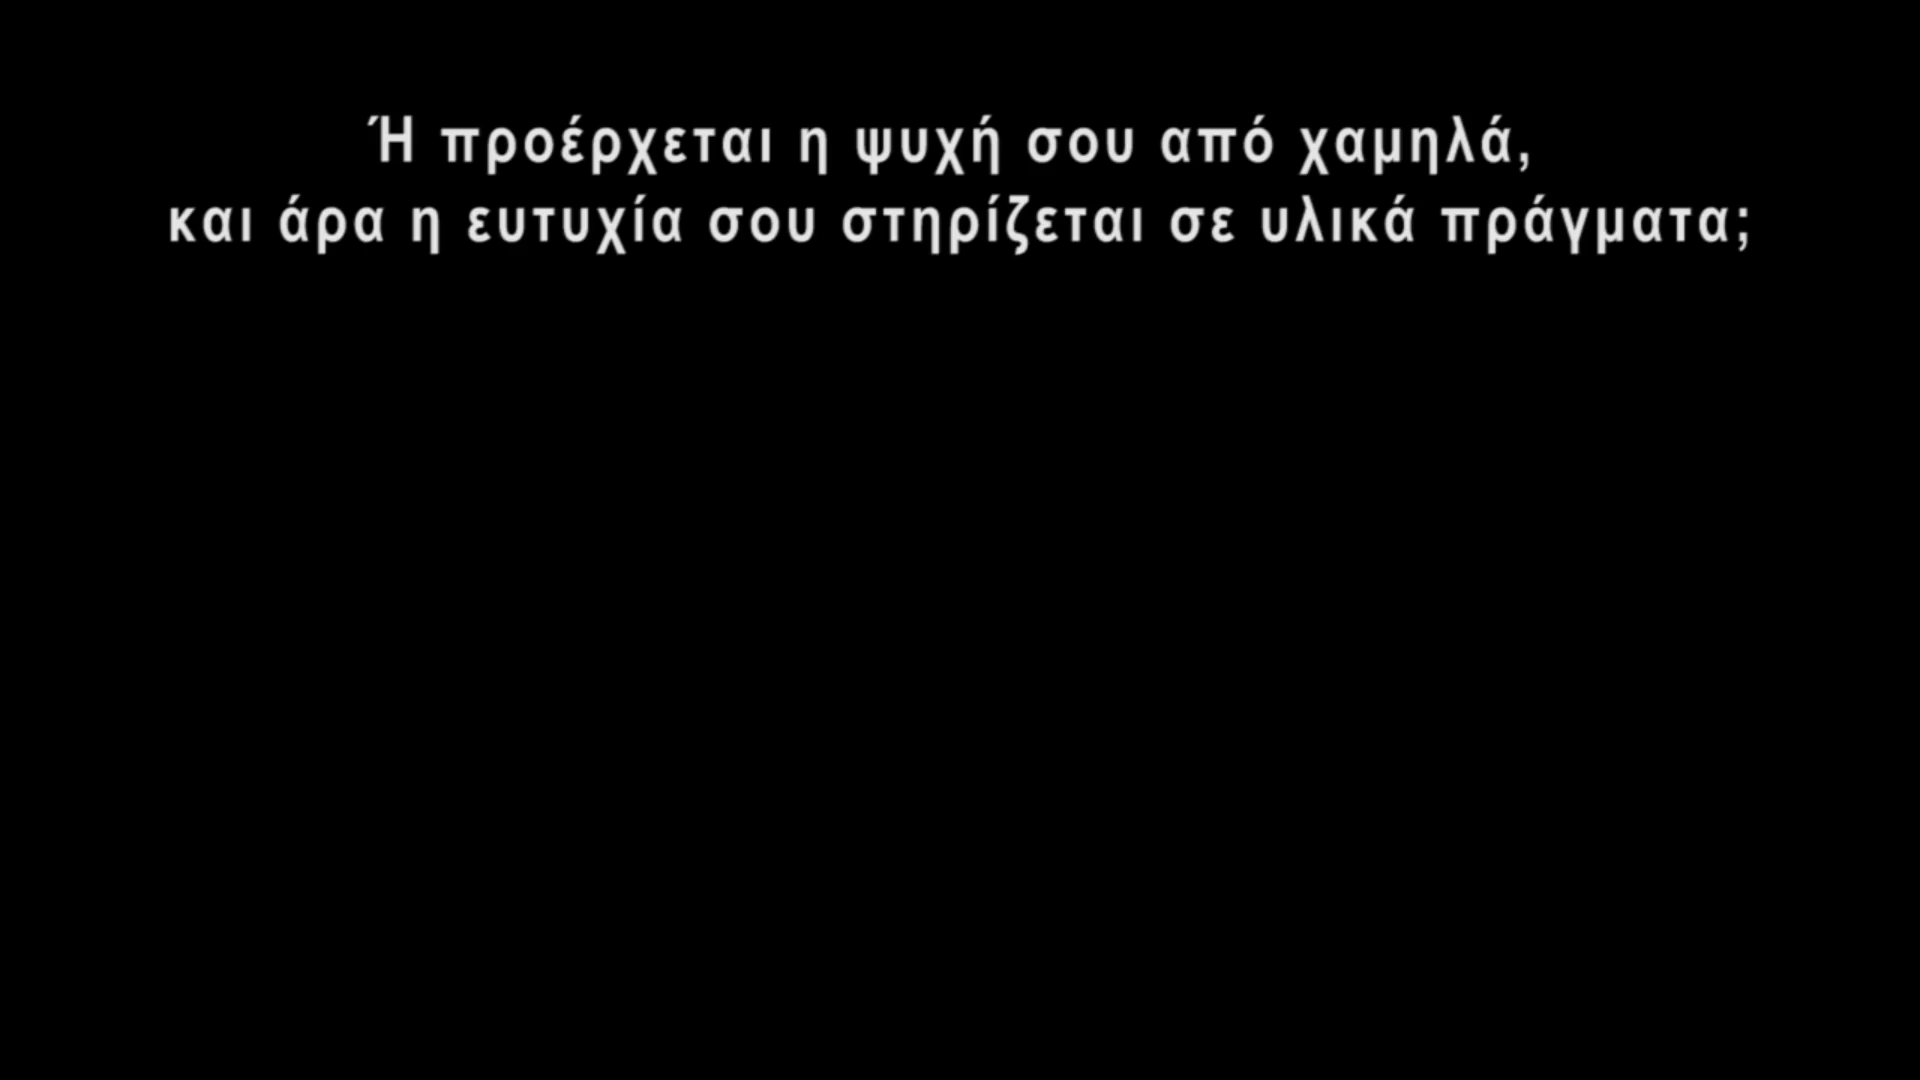 Ή προέρχεται η ψυχή σου από χαμηλά,
και άρα η ευτυχία σου στηρίζεται σε υλικά πράγματα;